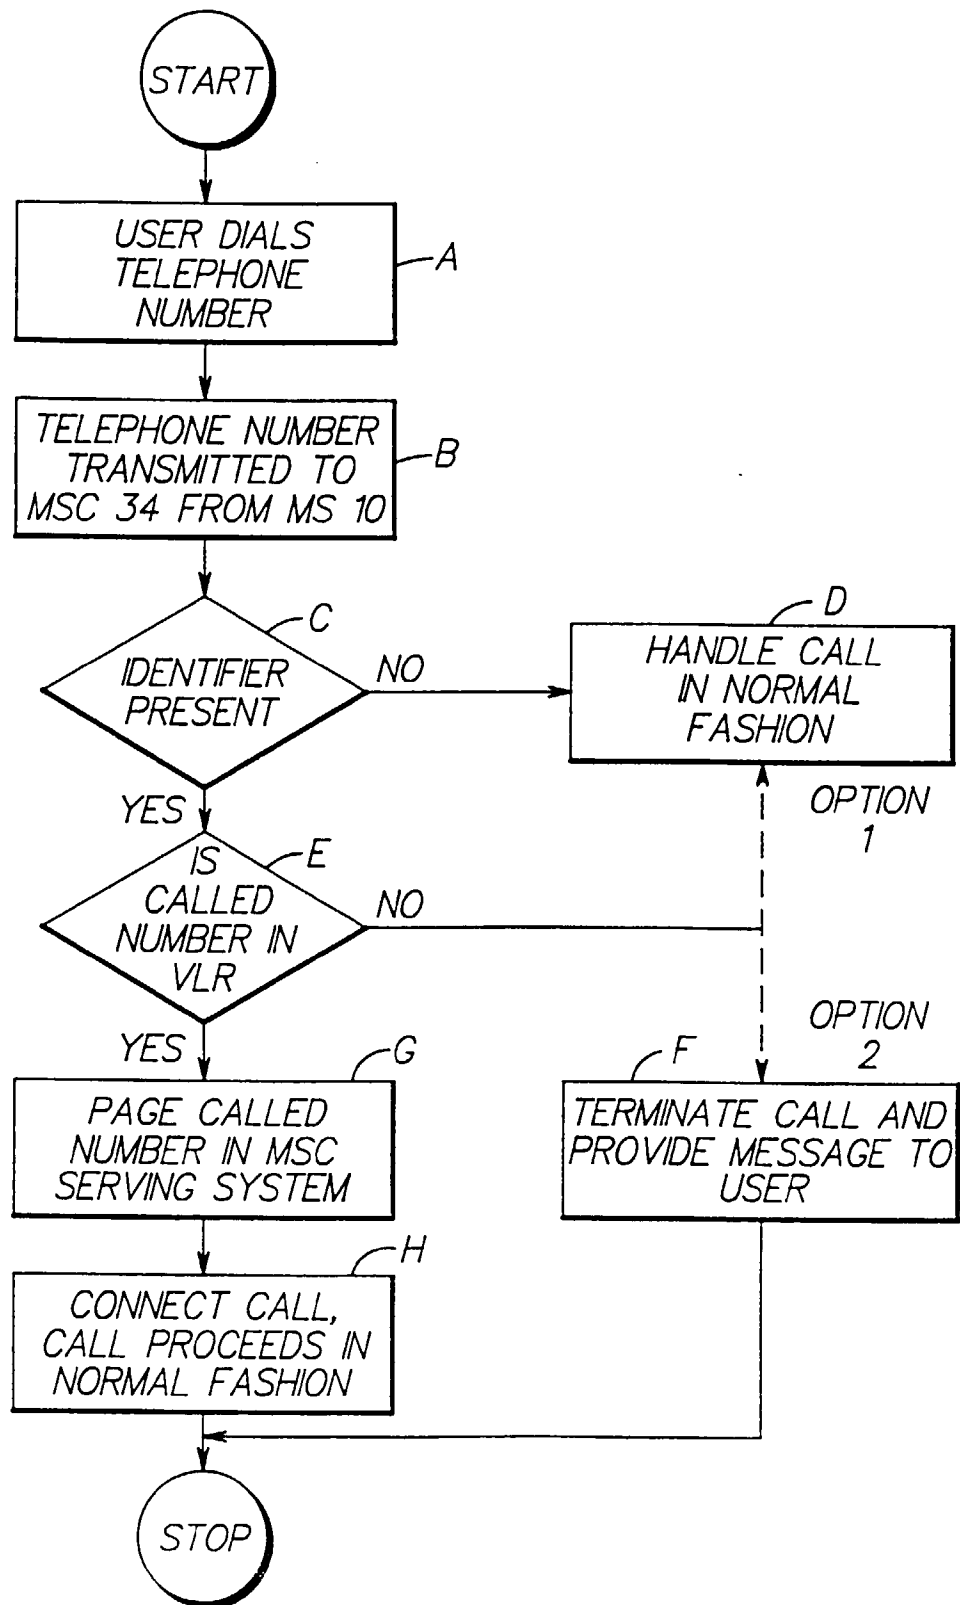 START
USER DIALS
TELEPHONE
NUMBER
A
TELEPHONE NUMBER
TRANSMITTED TO
MSC 34 FROM MS 10
B
C
IDENTIFIER
PRESENT
NO
D
HANDLE CALL
IN NORMAL
FASHION
YES
OPTION
1
E
IS
CALLED
NUMBER IN
VLR
NO
YES
OPTION
2
G
PAGE CALLED
NUMBER IN MSC
SERVING SYSTEM
F
TERMINATE CALL AND
PROVIDE MESSAGE TO
USER
H
CONNECT CALL,
CALL PROCEEDS IN
NORMAL FASHION
STOP